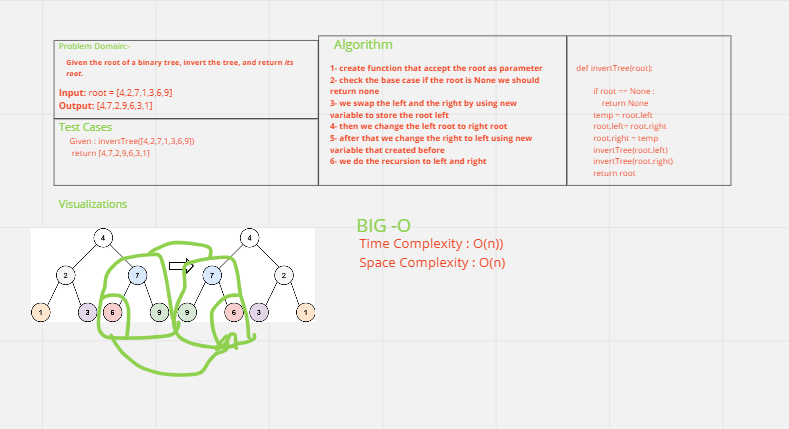 Problem Domain:-
Given the root of a binary tree, invert the tree, and return its
root.
Input: root = [4,2,7,1,3,6,9]
Output: [4,7,2,9,6,3,1]
Test Cases
Given : invertTree([4,2,7,1,3,6,9])
return [4,7,2,9,6,3,1]
Algorithm
1- create function that accept the root as parameter
2- check the base case if the root is None we should
return none
3- we swap the left and the right by using new
variable to store the root left
4- then we change the left root to right root
5- after that we change the right to left using new
variable that created before
6- we do the recursion to left and right
def invertTree(root):
if root == None :
return None
temp = root.left
root.left= root.right
root.right = temp
invertTree(root.left)
invertTree(root.right)
return root
Visualizations
4 4
2 7 7 2
1 3 6 9 9 6 3 1
BIG -O
Time Complexity : O(n))
Space Complexity : O(n)